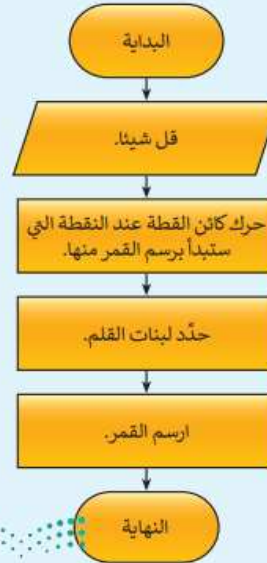 البداية
قل شيئا.
حرك كائن القطة عند النقطة التي
ستبدأ برسم القمر منها.
حدّد لبنات القلم.
ارسم القمر.
النهاية